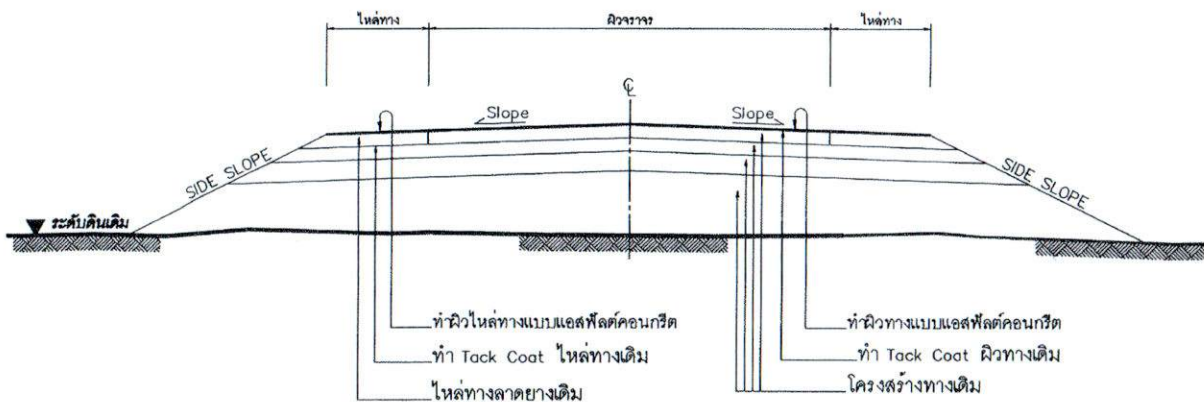 ไหล่ทาง ผิวจราจร ไหล่ทาง
℄
Slope Slope
SIDE SLOPE SIDE SLOPE
ระดับดินเดิม
ทำผิวไหล่ทางแบบแอสฟัลต์คอนกรีต ทำผิวทางแบบแอสฟัลต์คอนกรีต
ทำ Tack Coat ไหล่ทางเดิม ทำ Tack Coat ผิวทางเดิม
ไหล่ทางลาดยางเดิม โครงสร้างทางเดิม